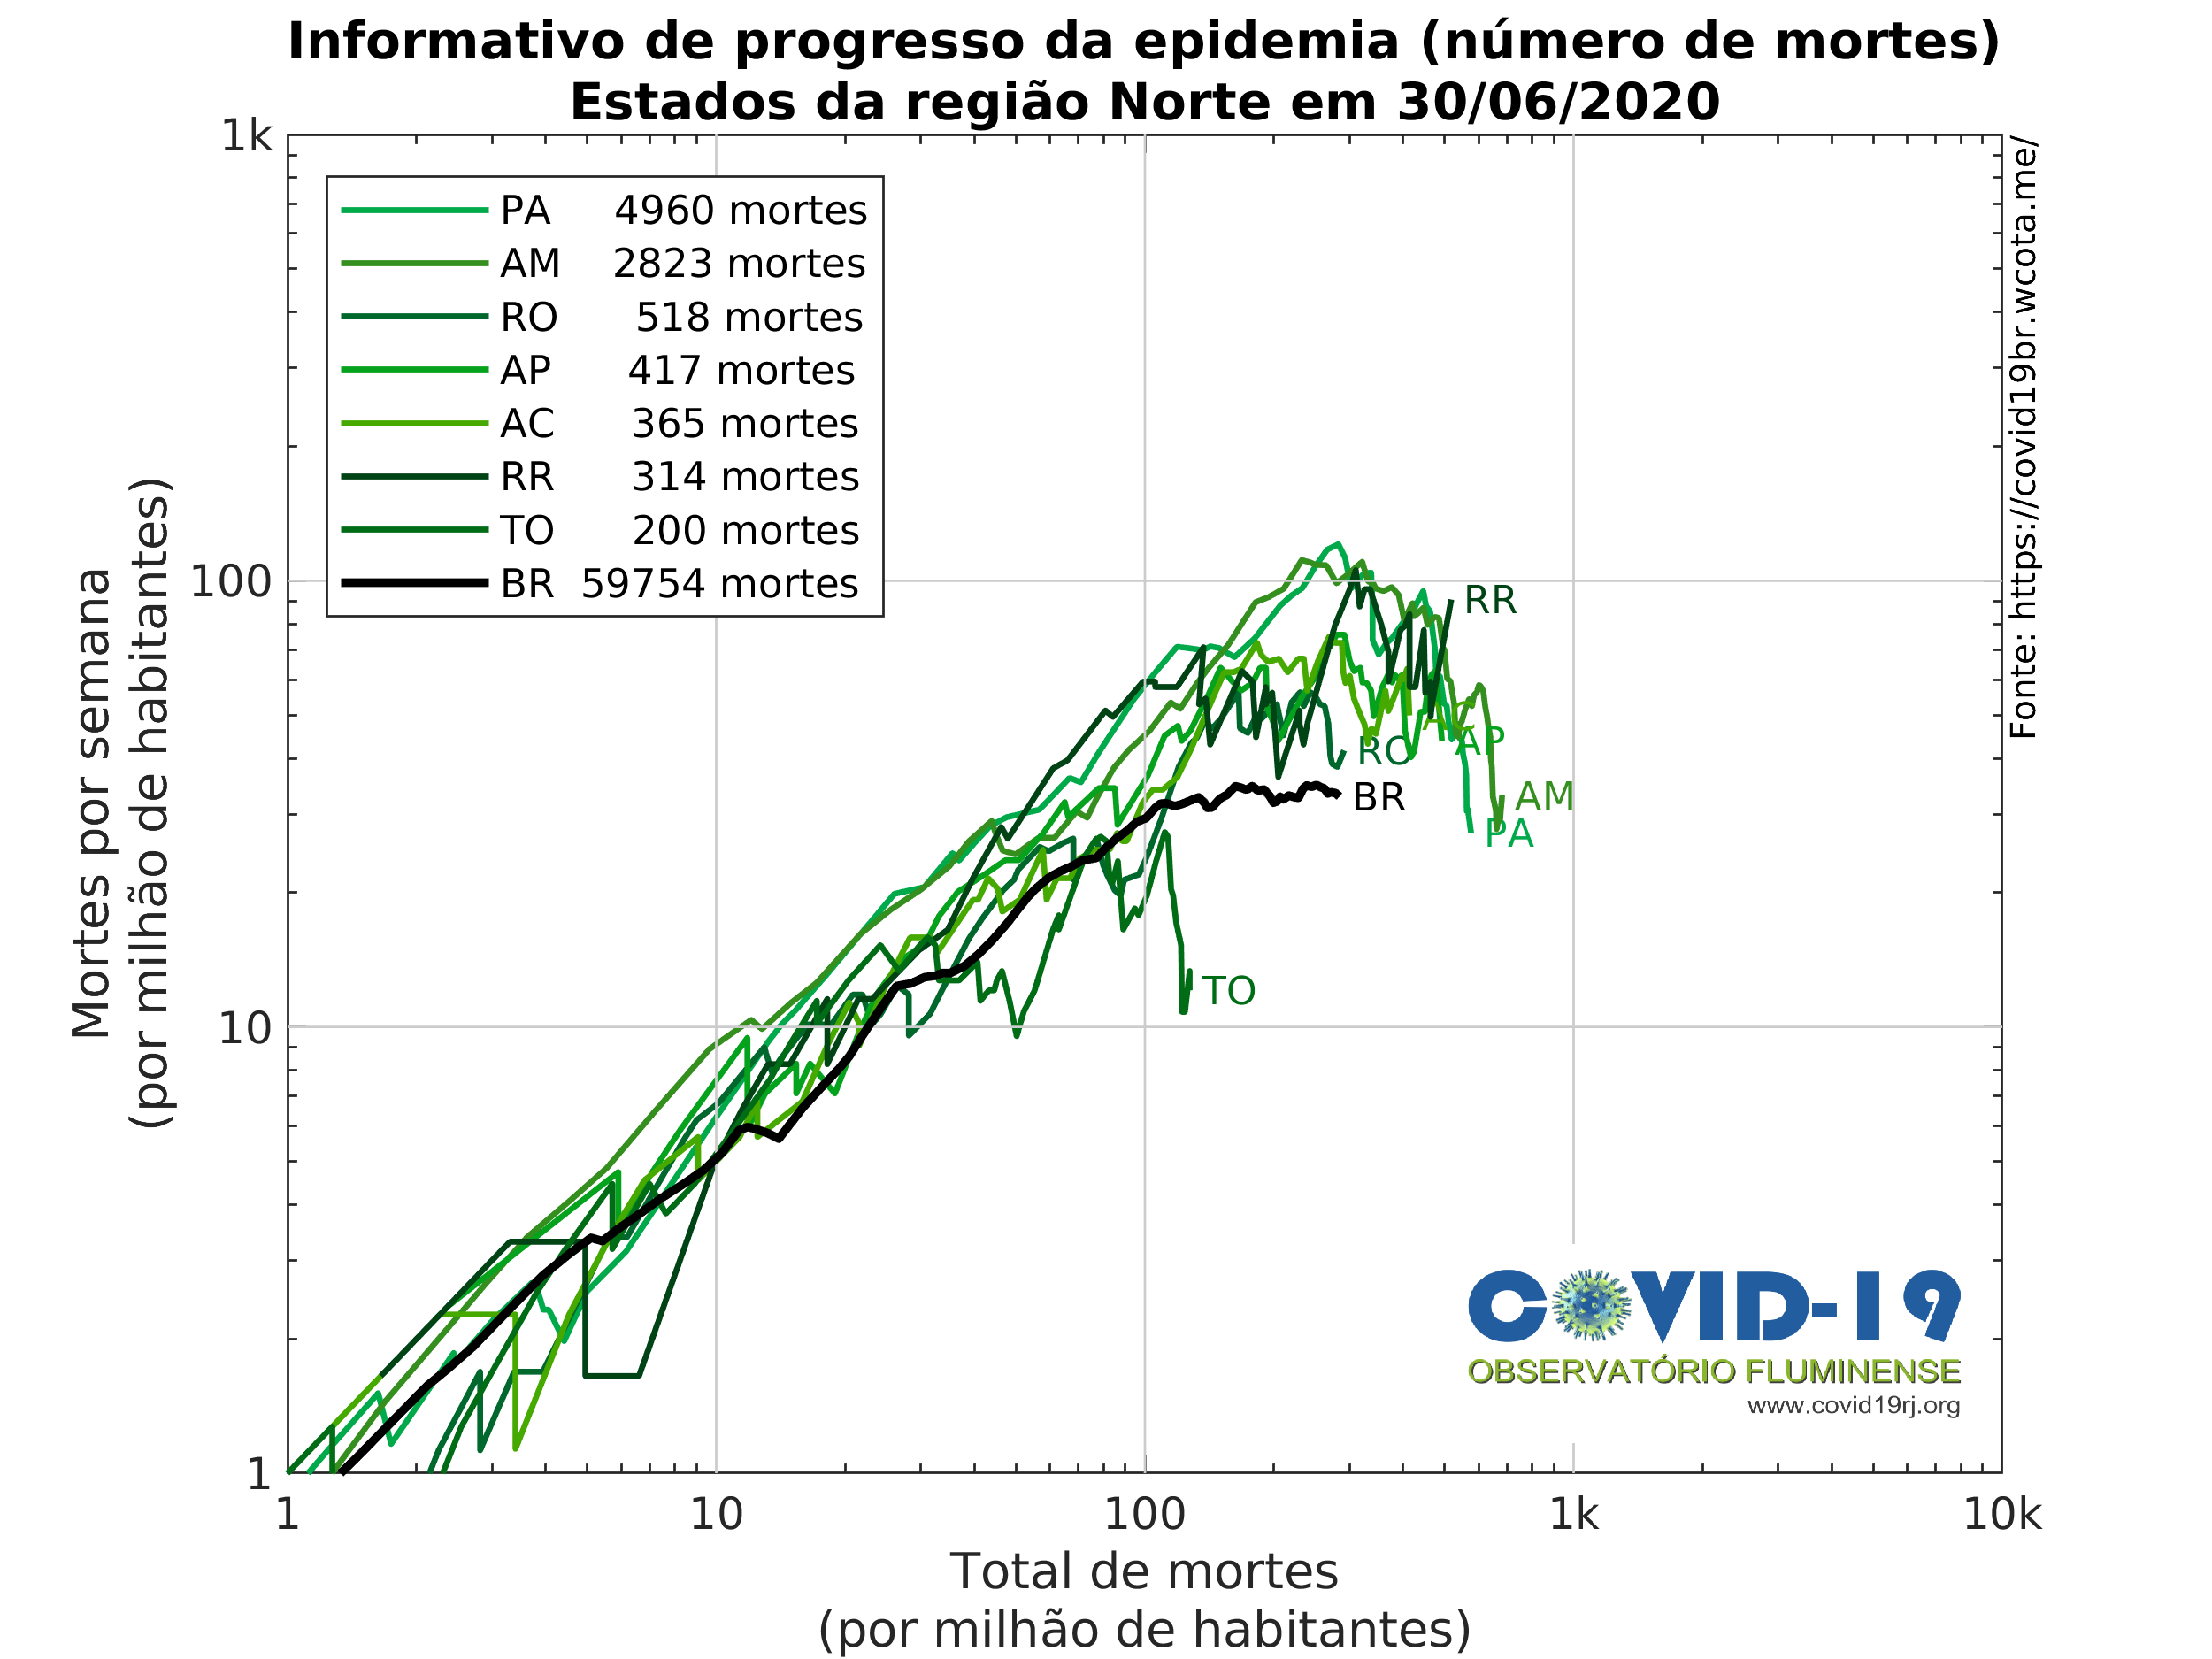 Informativo de progresso da epidemia (número de mortes)
Estados da região Norte em 30/06/2020
1k
100
10
1
Mortes por semana
(por milhão de habitantes)
PA 4960 mortes
AM 2823 mortes
RO 518 mortes
AP 417 mortes
AC 365 mortes
RR 314 mortes
TO 200 mortes
BR 59754 mortes
Fonte: https://covid19br.wcota.me/
RR
AC
AP
RO
BR
AM
PA
TO
COVID-19
OBSERVATÓRIO FLUMINENSE
www.covid19rj.org
1
10
100
1k
10k
Total de mortes
(por milhão de habitantes)